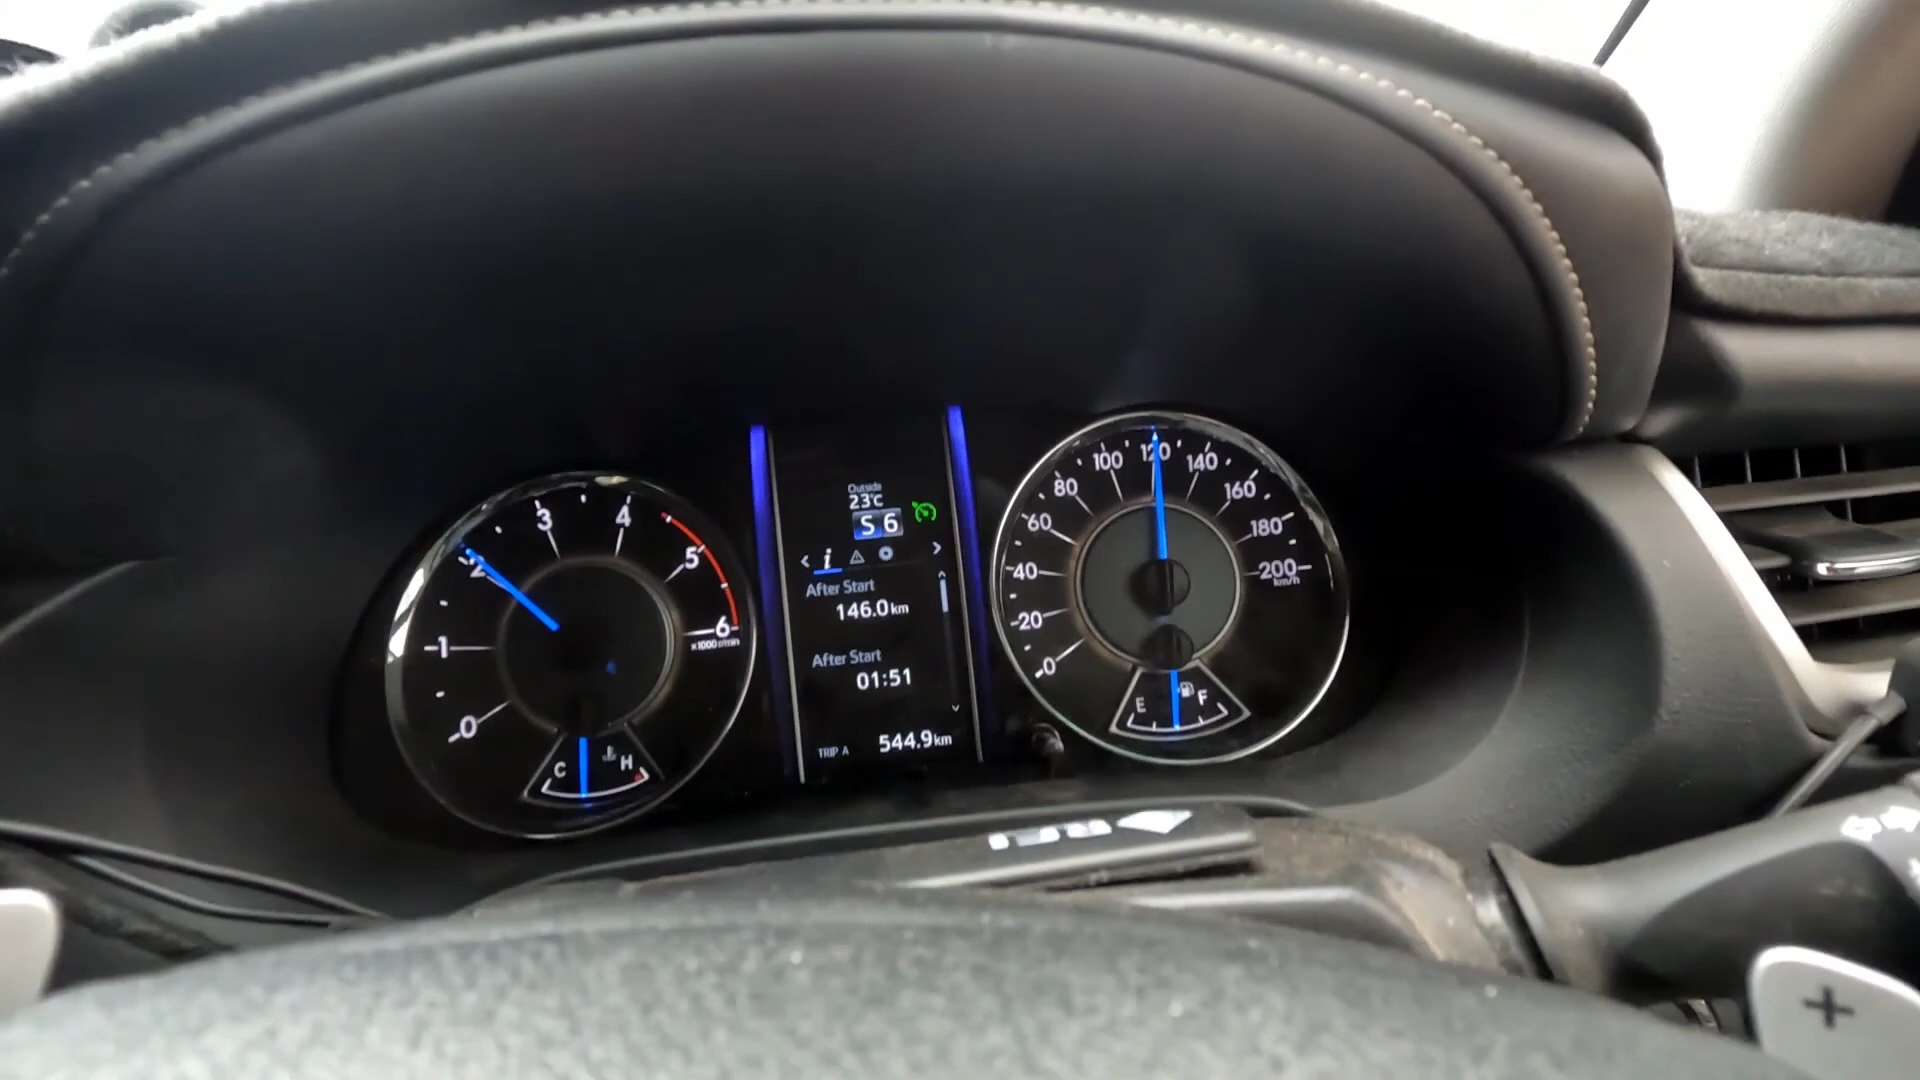 0
1
2
3
4
5
6
x1000 r/min
C
H
Outside
23°C
S 6
i
After Start
146.0 km
After Start
01:51
TRIP A 544.9 km
0
20
40
60
80
100
120
140
160
180
200
km/h
E
F
+